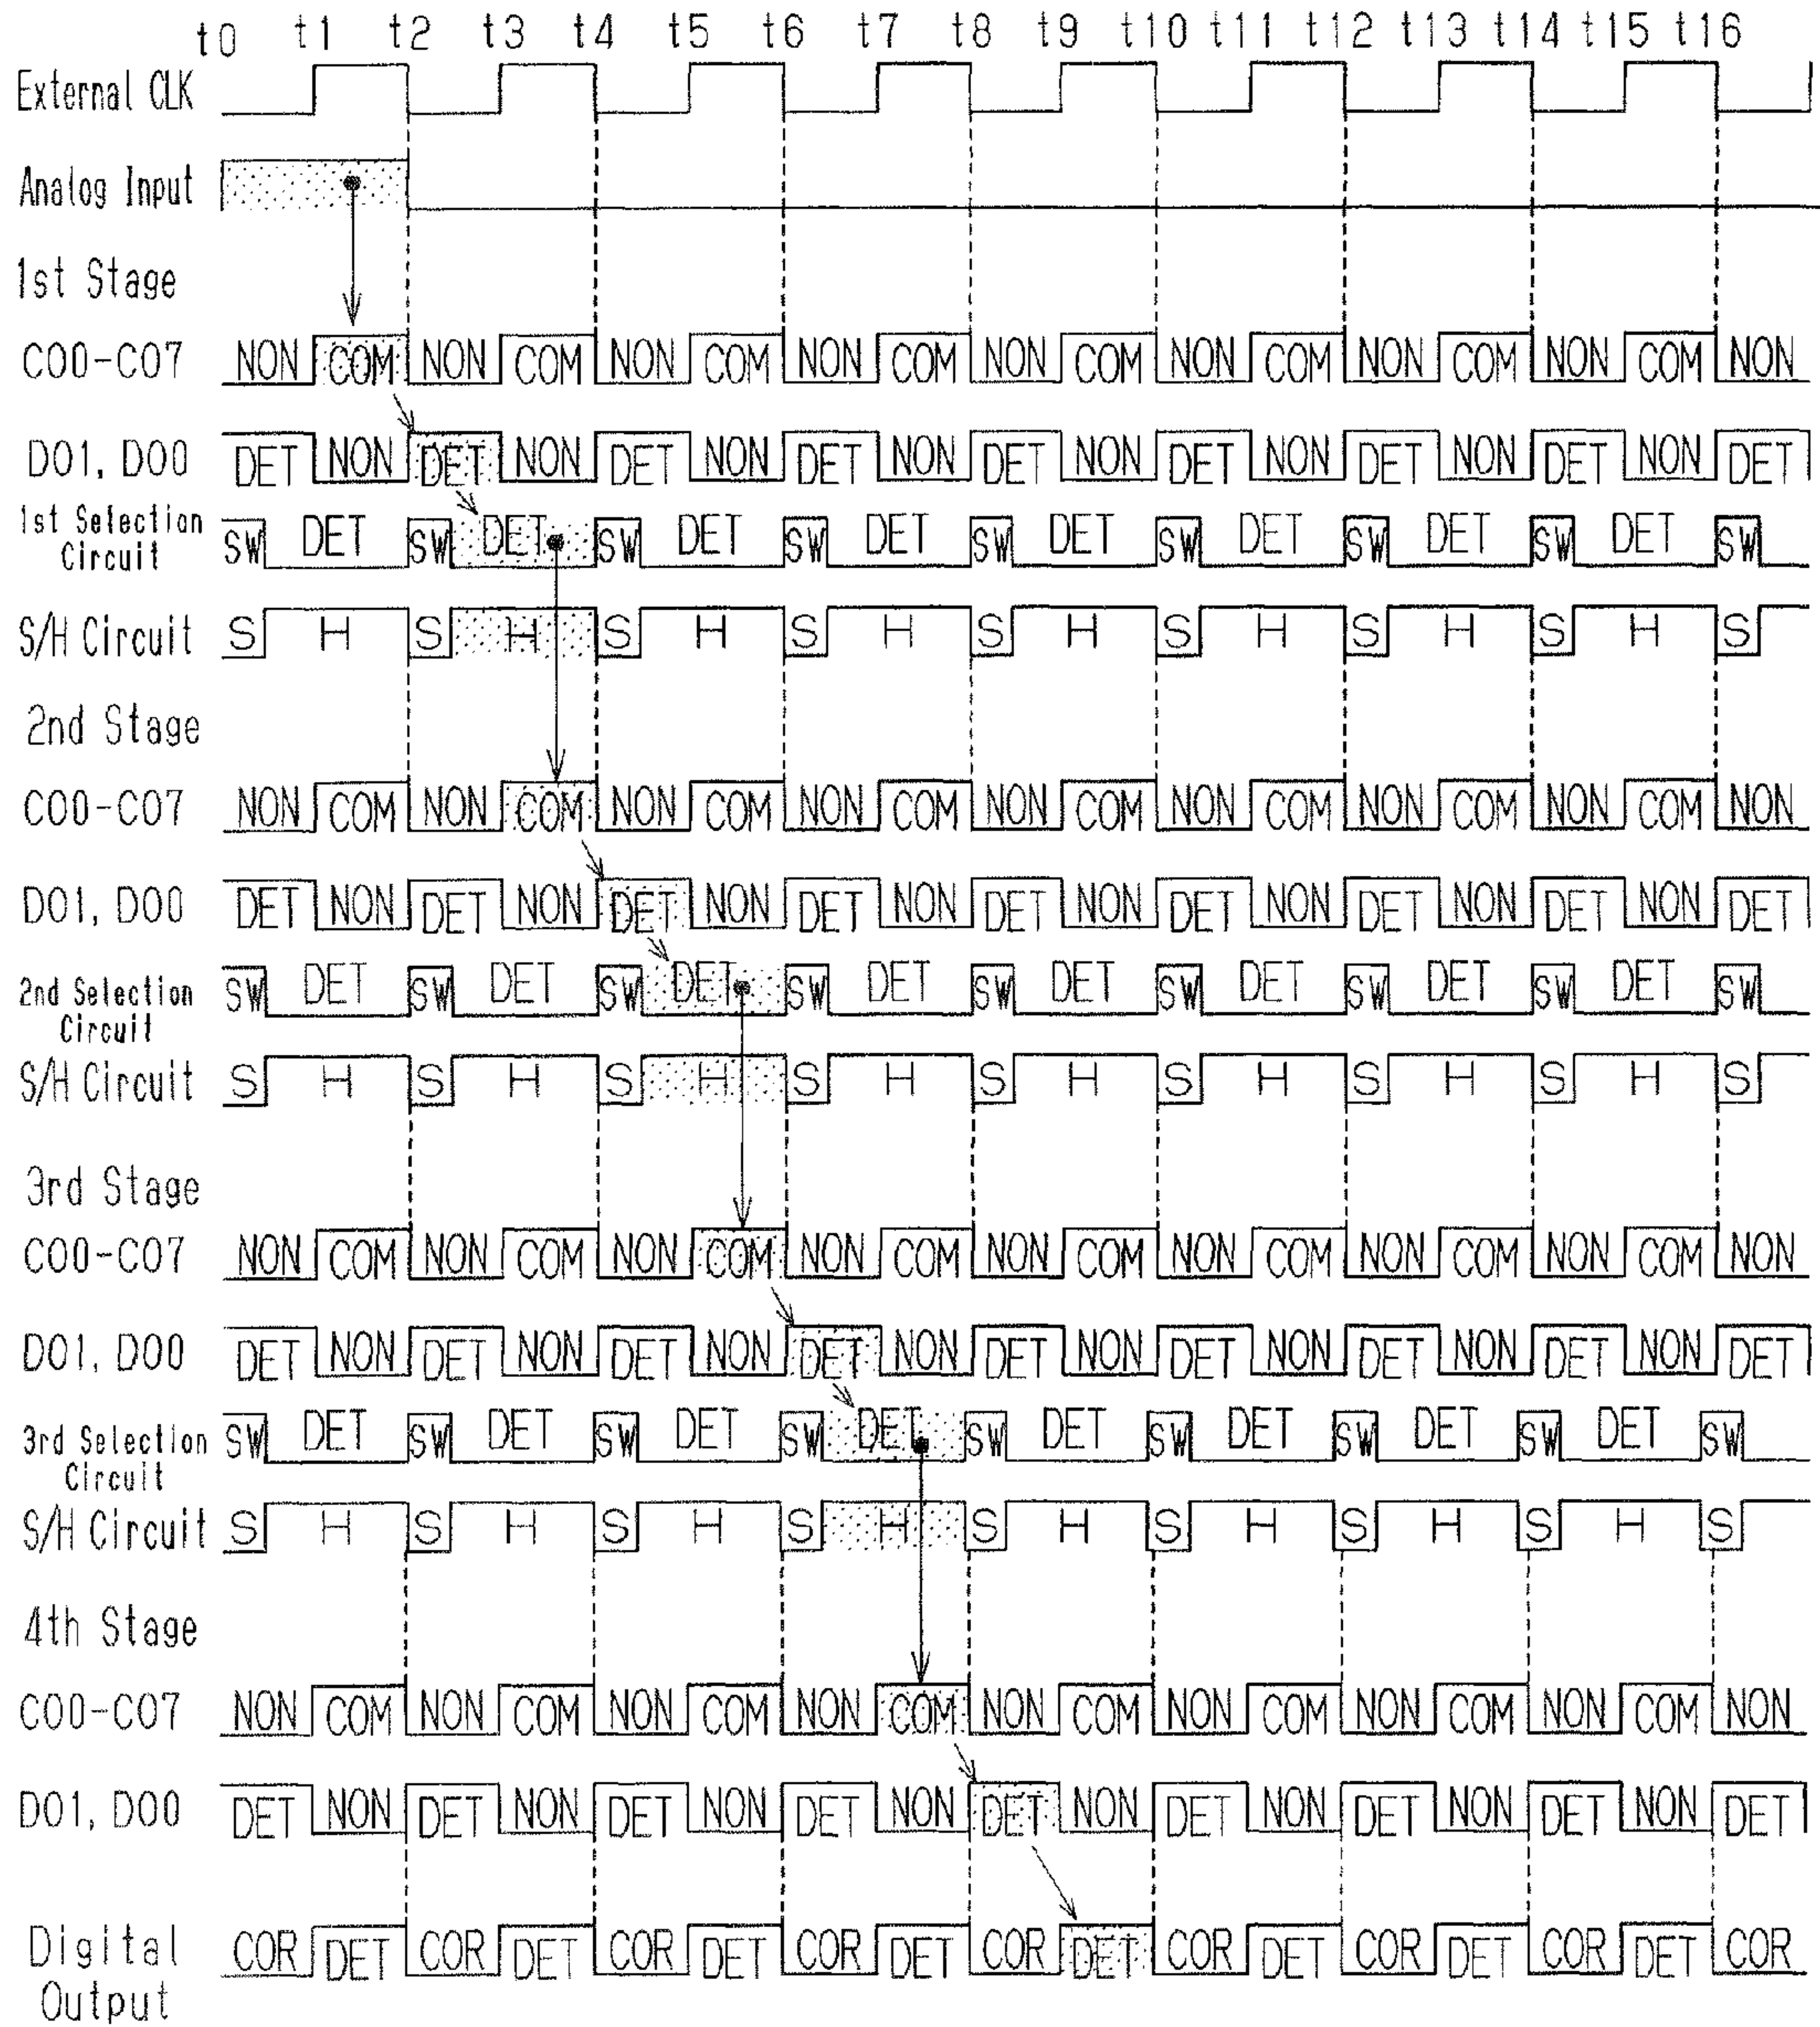 t0 t1 t2 t3 t4 t5 t6 t7 t8 t9 t10 t11 t12 t13 t14 t15 t16
External CLK
Analog Input
1st Stage
C00-C07 NON COM NON COM NON COM NON COM NON COM NON COM NON COM NON COM NON
D01, D00 DET NON DET NON DET NON DET NON DET NON DET NON DET NON DET NON DET
1st Selection Circuit SW DET SW DET SW DET SW DET SW DET SW DET SW DET SW DET SW
S/H Circuit S H S H S H S H S H S H S H S H S
2nd Stage
C00-C07 NON COM NON COM NON COM NON COM NON COM NON COM NON COM NON COM NON
D01, D00 DET NON DET NON DET NON DET NON DET NON DET NON DET NON DET NON DET
2nd Selection Circuit SW DET SW DET SW DET SW DET SW DET SW DET SW DET SW DET SW
S/H Circuit S H S H S H S H S H S H S H S H S
3rd Stage
C00-C07 NON COM NON COM NON COM NON COM NON COM NON COM NON COM NON COM NON
D01, D00 DET NON DET NON DET NON DET NON DET NON DET NON DET NON DET NON DET
3rd Selection Circuit SW DET SW DET SW DET SW DET SW DET SW DET SW DET SW DET SW
S/H Circuit S H S H S H S H S H S H S H S H S
4th Stage
C00-C07 NON COM NON COM NON COM NON COM NON COM NON COM NON COM NON COM NON
D01, D00 DET NON DET NON DET NON DET NON DET NON DET NON DET NON DET NON DET
Digital Output COR DET COR DET COR DET COR DET COR DET COR DET COR DET COR DET COR